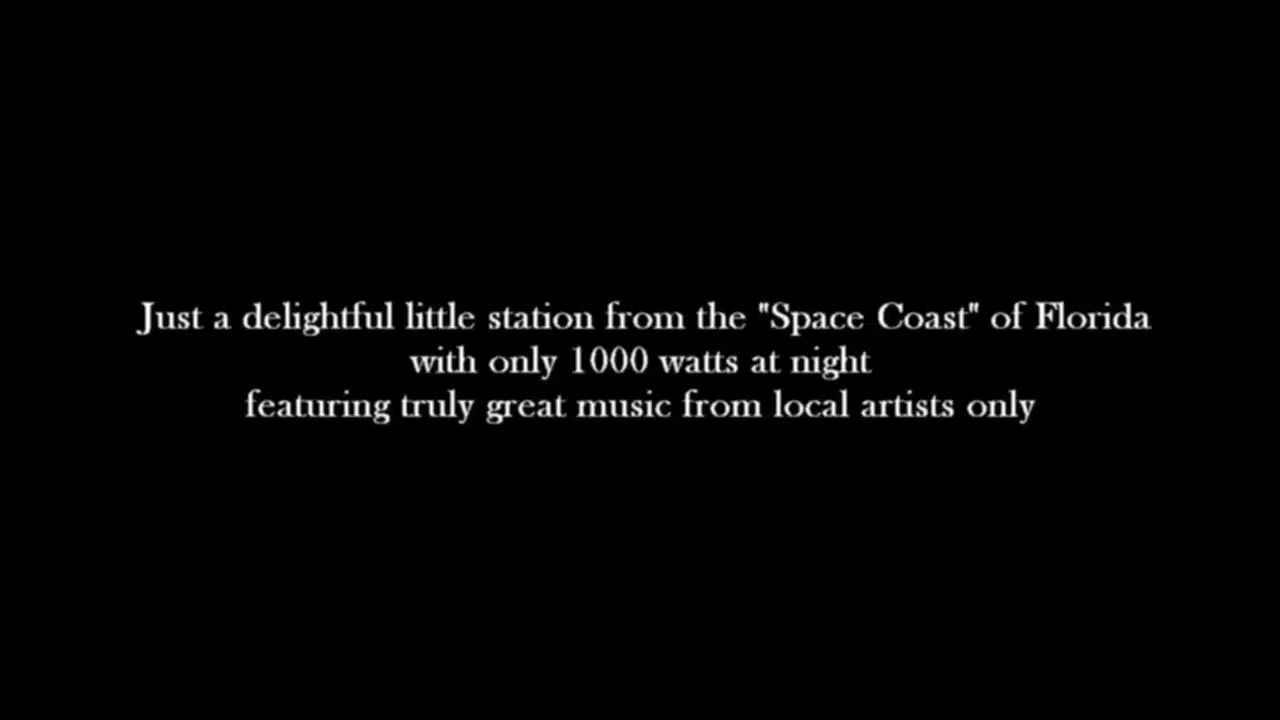 Just a delightful little station from the "Space Coast" of Florida
with only 1000 watts at night
featuring truly great music from local artists only